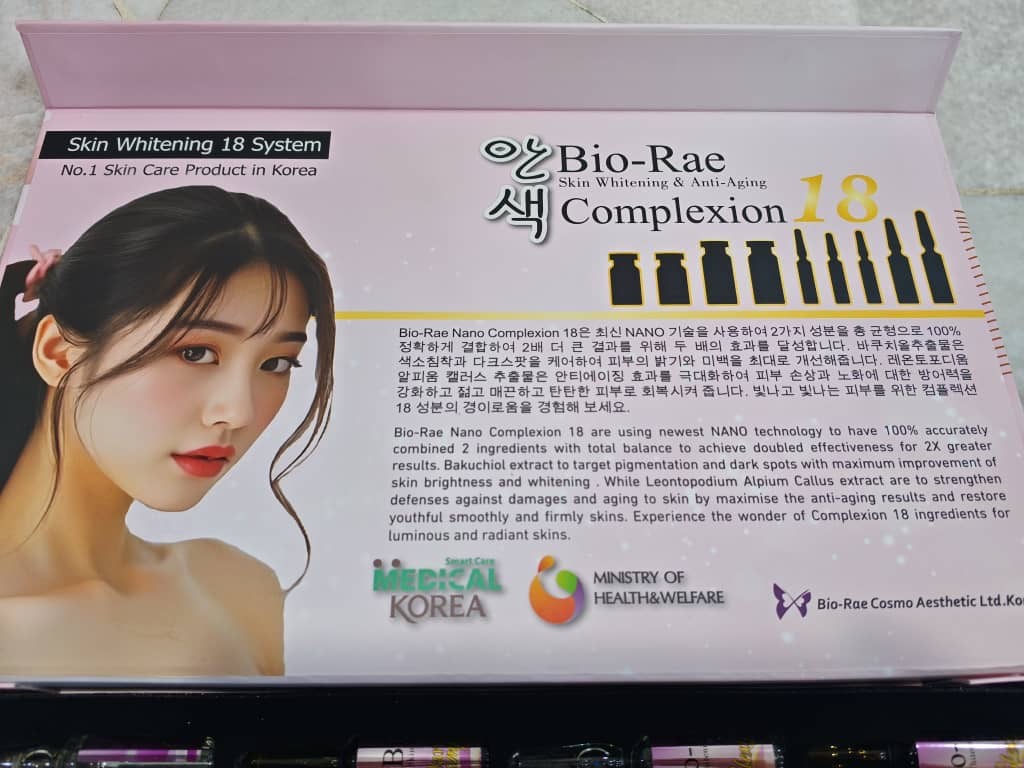 Skin Whitening 18 System
No.1 Skin Care Product in Korea
안색
Bio-Rae
Skin Whitening & Anti-Aging
Complexion 18
Bio-Rae Nano Complexion 18은 최신 NANO 기술을 사용하여 2가지 성분을 총 균형으로 100%
정확하게 결합하여 2배 더 큰 결과를 위해 두 배의 효과를 달성합니다. 바쿠치올추출물은
색소침착과 다크스팟을 케어하여 피부의 밝기와 미백을 최대로 개선해줍니다. 레온토포디움
알피움 캘러스 추출물은 안티에이징 효과를 극대화하여 피부 손상과 노화에 대한 방어력을
강화하고 젊고 매끈하고 탄탄한 피부로 회복시켜 줍니다. 빛나고 빛나는 피부를 위한 컴플렉션
18 성분의 경이로움을 경험해 보세요.
Bio-Rae Nano Complexion 18 are using newest NANO technology to have 100% accurately
combined 2 ingredients with total balance to achieve doubled effectiveness for 2X greater
results. Bakuchiol extract to target pigmentation and dark spots with maximum improvement of
skin brightness and whitening . While Leontopodium Alpium Callus extract are to strengthen
defenses against damages and aging to skin by maximise the anti-aging results and restore
youthful smoothly and firmly skins. Experience the wonder of Complexion 18 ingredients for
luminous and radiant skins.
Smart Care
MEDICAL
KOREA
MINISTRY OF
HEALTH&WELFARE
Bio-Rae Cosmo Aesthetic Ltd.Kor